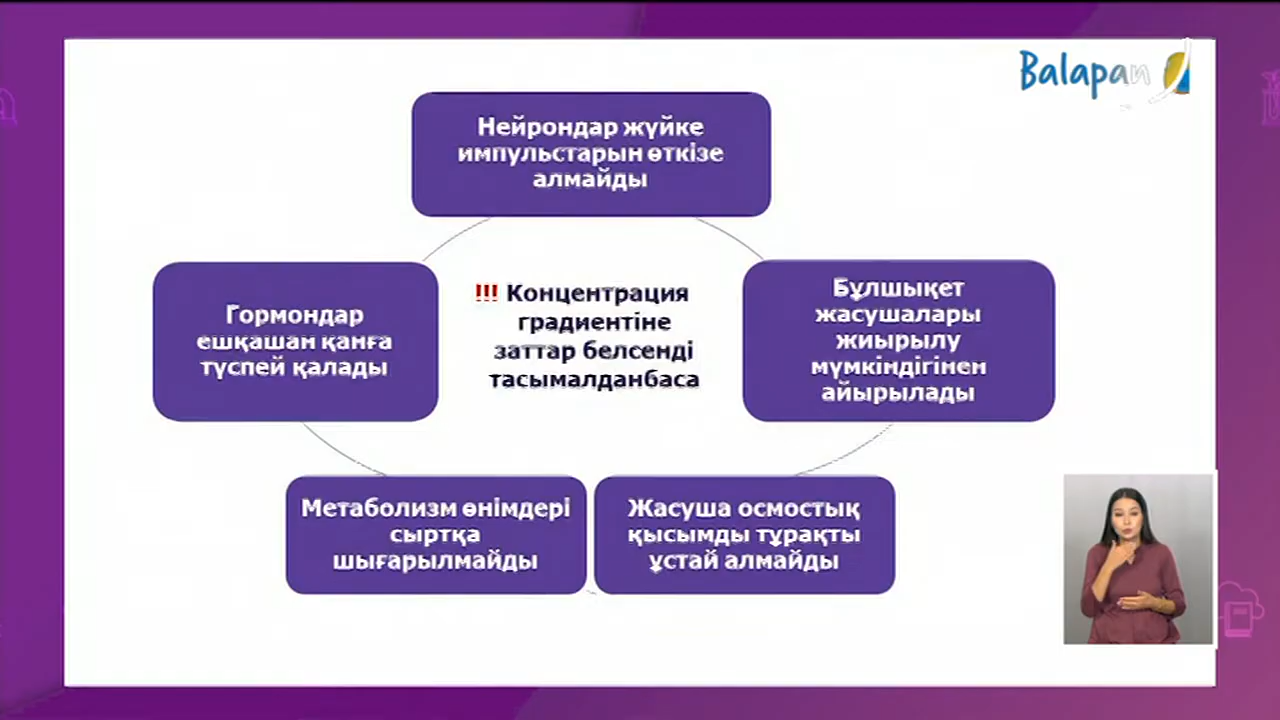 Balapan
Нейрондар жүйке
импульстарын өткізе
алмайды
Гормондар
ешқашан қанға
түспей қалады
!!! Концентрация
градиентіне
заттар белсенді
тасымалданбаса
Бұлшықет
жасушалары
жиырылу
мүмкіндігінен
айырылады
Метаболизм өнімдері
сыртқа
шығарылмайды
Жасуша осмостық
қысымды тұрақты
ұстай алмайды